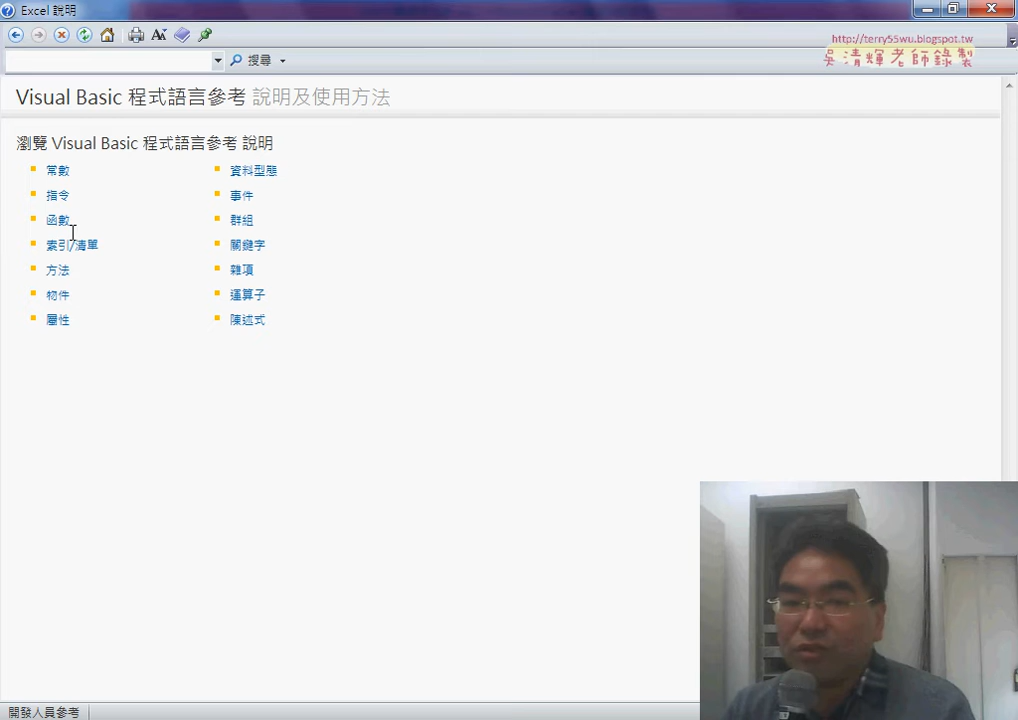 Excel 說明
http://terry55wu.blogspot.tw
搜尋
吳清輝老師錄製
Visual Basic 程式語言參考 說明及使用方法
瀏覽 Visual Basic 程式語言參考 說明
常數
資料型態
指令
事件
函數
群組
索引/清單
關鍵字
方法
雜項
物件
運算子
屬性
陳述式
開發人員參考